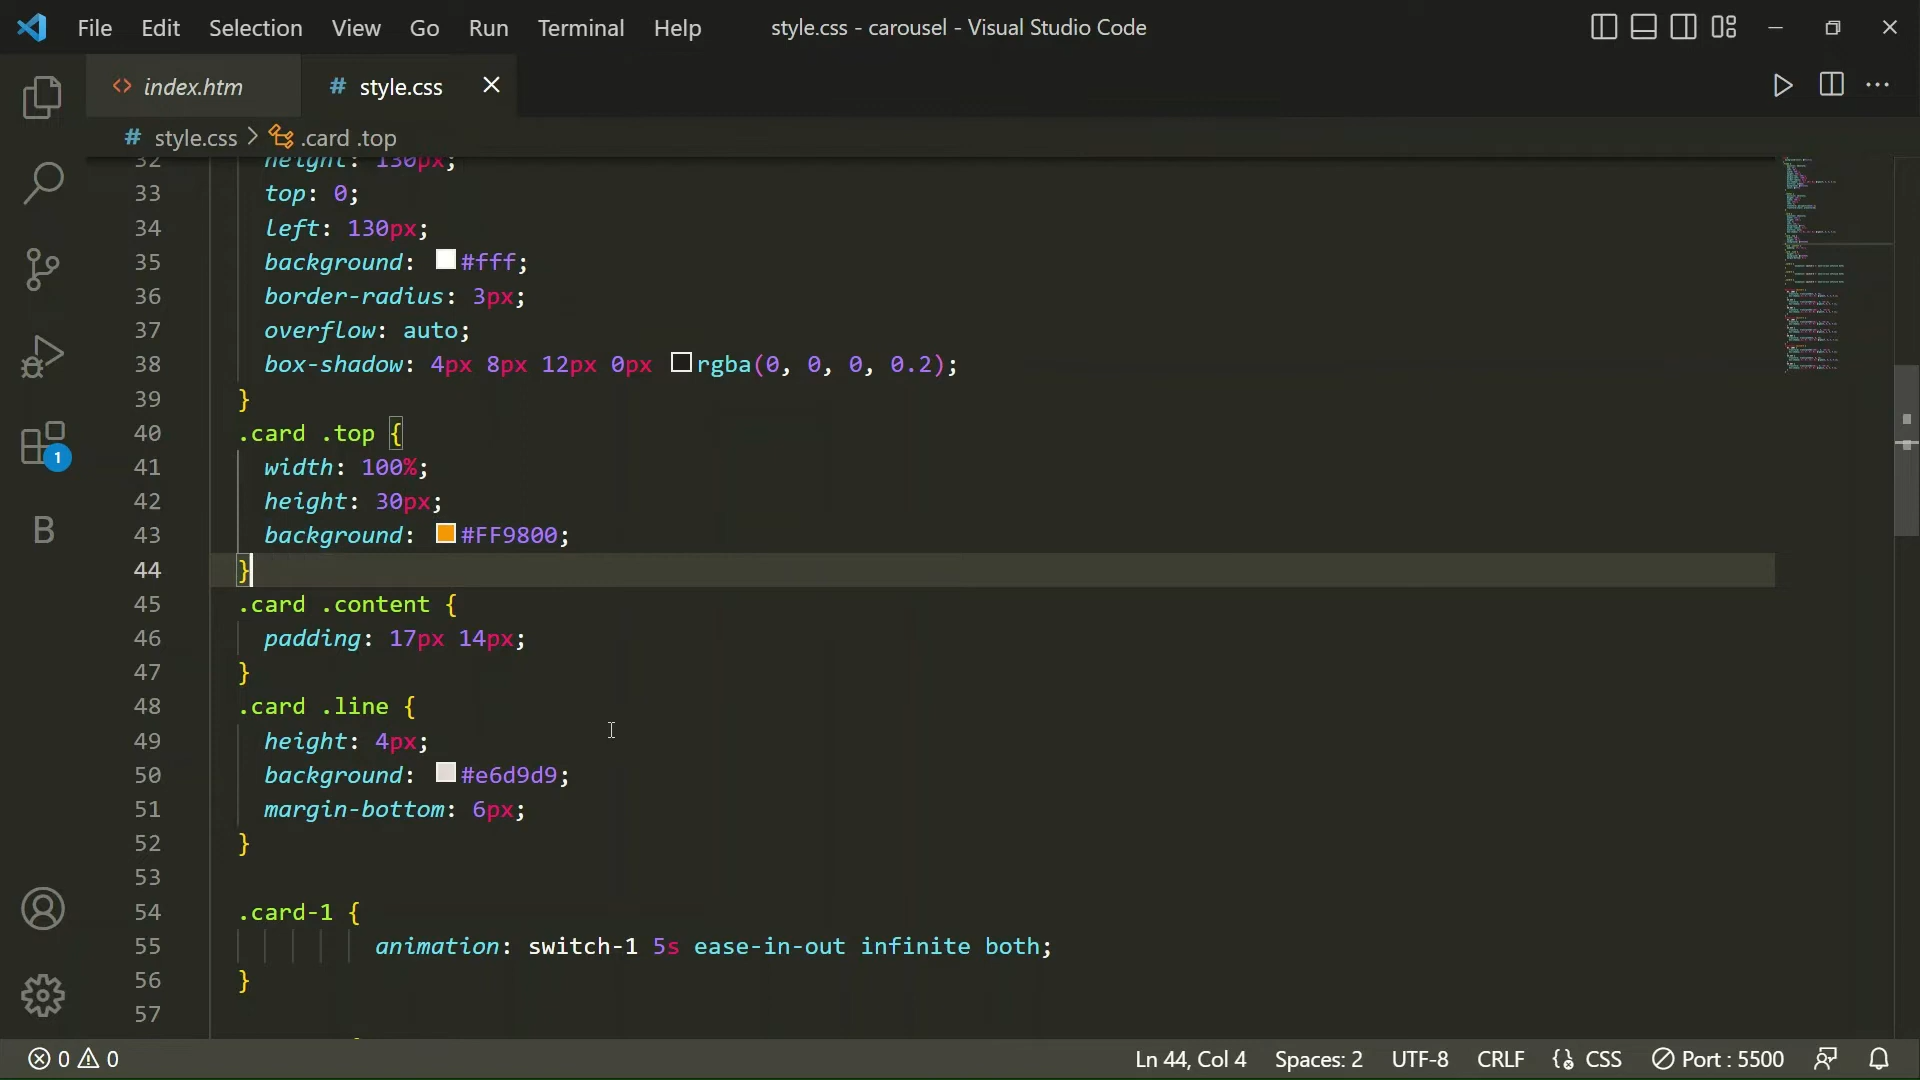 File Edit Selection View Go Run Terminal Help style.css - carousel - Visual Studio Code
<> index.htm # style.css
# style.css > .card .top
32 height: 130px;
33 top: 0;
34 left: 130px;
35 background: #fff;
36 border-radius: 3px;
37 overflow: auto;
38 box-shadow: 4px 8px 12px 0px rgba(0, 0, 0, 0.2);
39 }
40 .card .top {
41 width: 100%;
42 height: 30px;
43 background: #FF9800;
44 }
45 .card .content {
46 padding: 17px 14px;
47 }
48 .card .line {
49 height: 4px;
50 background: #e6d9d9;
51 margin-bottom: 6px;
52 }
53
54 .card-1 {
55 animation: switch-1 5s ease-in-out infinite both;
56 }
57
1
B
0 0 Ln 44, Col 4 Spaces: 2 UTF-8 CRLF {} CSS Port : 5500